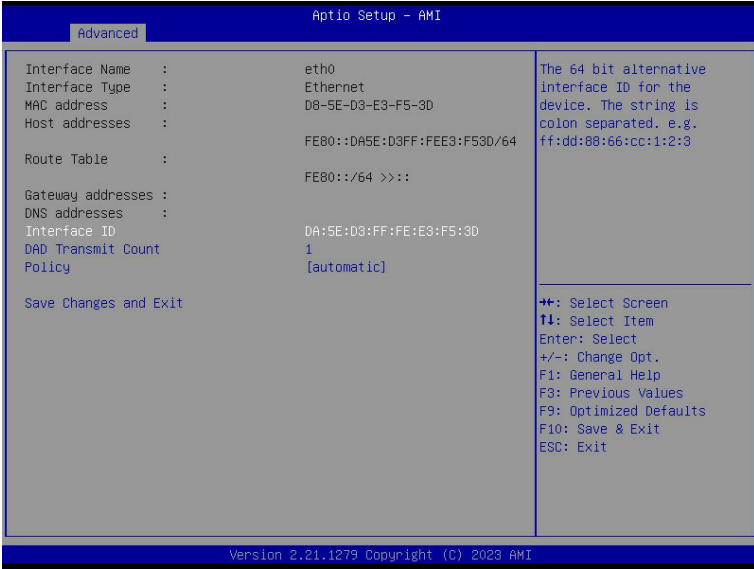 Aptio Setup – AMI
Advanced
Interface Name : eth0
Interface Type : Ethernet
MAC address : D8-5E-D3-E3-F5-3D
Host addresses :
FE80::DA5E:D3FF:FEE3:F53D/64
Route Table :
FE80::/64 >>::
Gateway addresses :
DNS addresses :
Interface ID DA:5E:D3:FF:FE:E3:F5:3D
DAD Transmit Count 1
Policy [automatic]
Save Changes and Exit
The 64 bit alternative
interface ID for the
device. The string is
colon separated. e.g.
ff:dd:88:66:cc:1:2:3
→←: Select Screen
↑↓: Select Item
Enter: Select
+/-: Change Opt.
F1: General Help
F3: Previous Values
F9: Optimized Defaults
F10: Save & Exit
ESC: Exit
Version 2.21.1279 Copyright (C) 2023 AMI